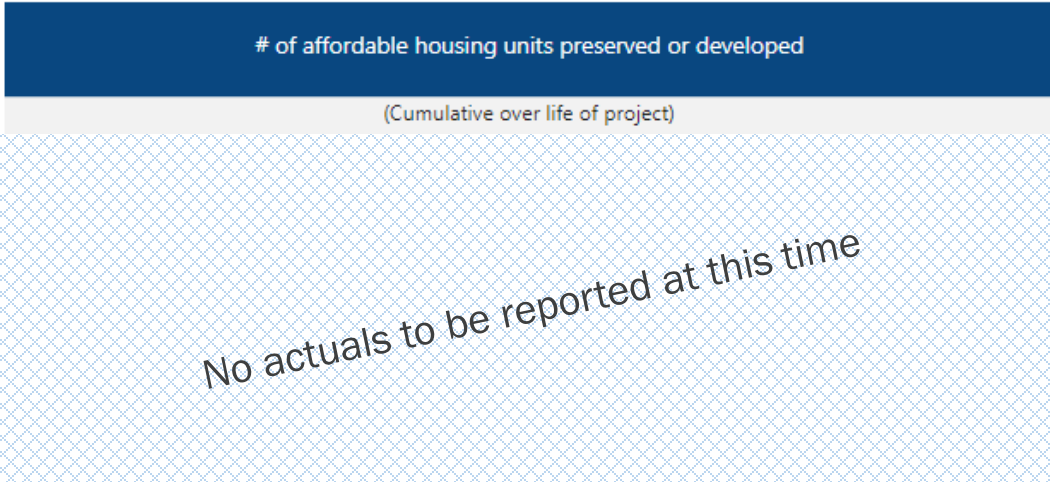 # of affordable housing units preserved or developed
(Cumulative over life of project)
No actuals to be reported at this time